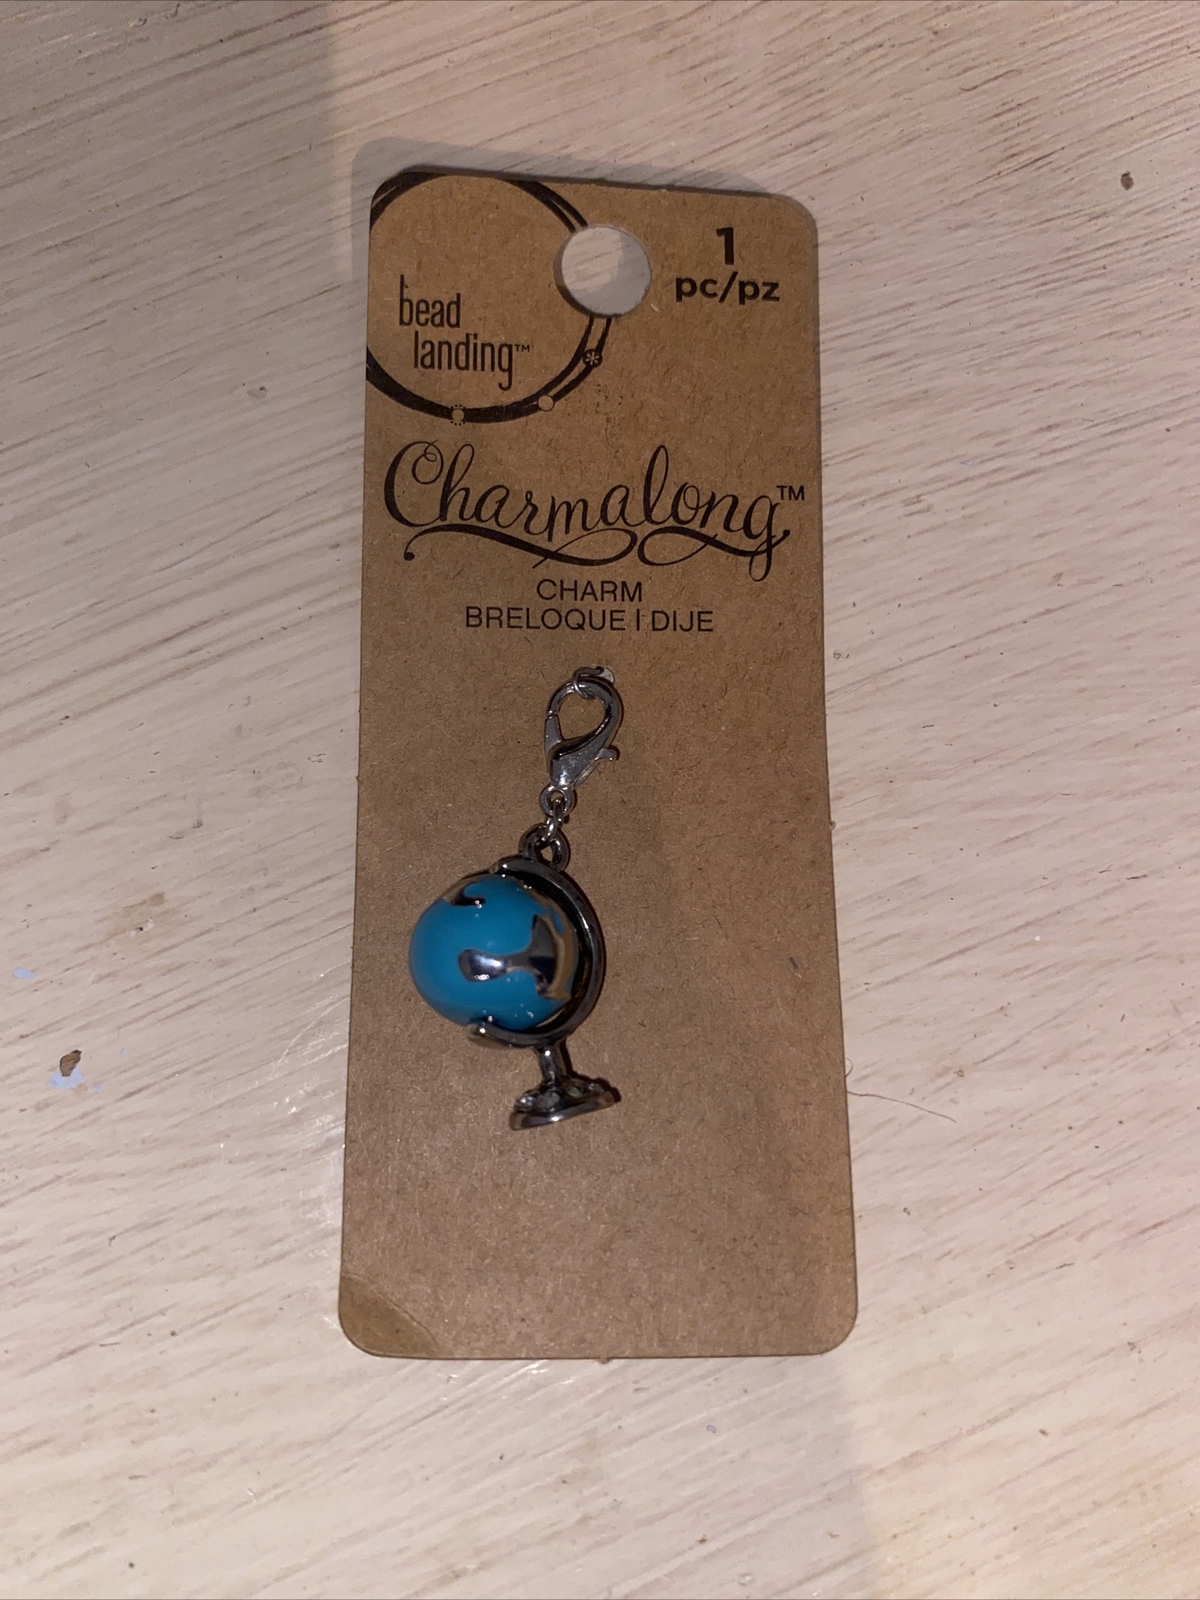 bead
landing™
1
pc/pz
Charmalong™
CHARM
BRELOQUE | DIJE